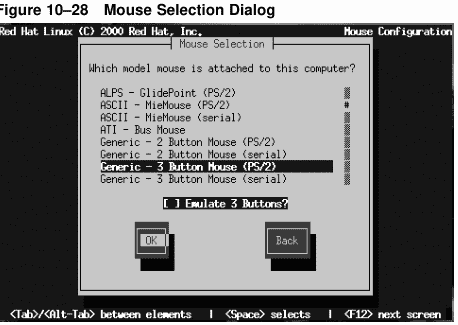 Figure 10–28 Mouse Selection Dialog
Red Hat Linux (C) 2000 Red Hat, Inc. Mouse Configuration
Mouse Selection
Which model mouse is attached to this computer?
ALPS - GlidePoint (PS/2)
ASCII - MieMouse (PS/2)
ASCII - MieMouse (serial)
ATI - Bus Mouse
Generic - 2 Button Mouse (PS/2)
Generic - 2 Button Mouse (serial)
Generic - 3 Button Mouse (PS/2)
Generic - 3 Button Mouse (serial)
[ ] Emulate 3 Buttons?
OK Back
<Tab>/<Alt-Tab> between elements | <Space> selects | <F12> next screen